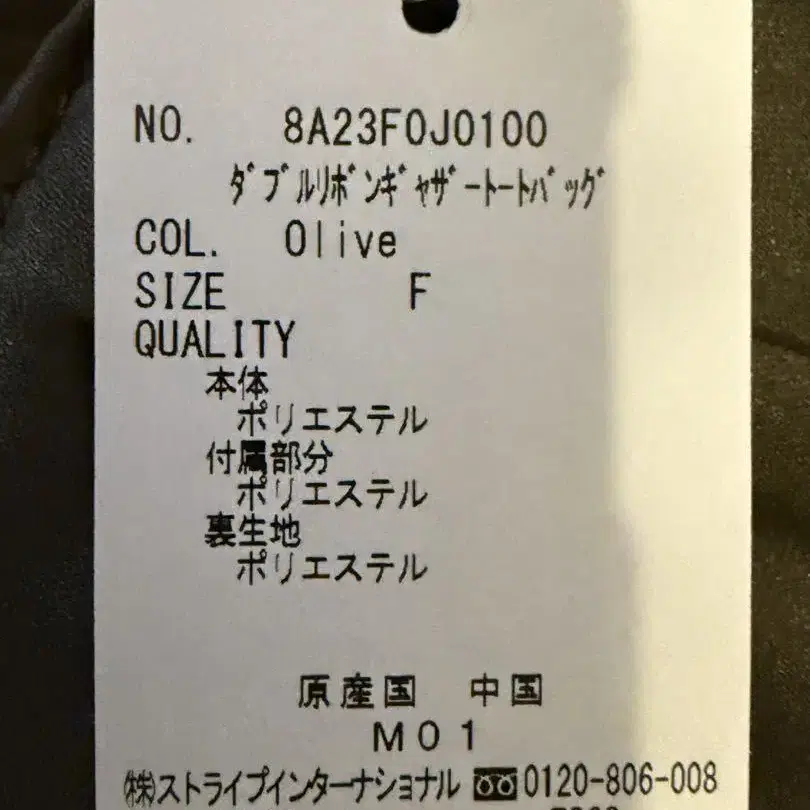 NO. 8A23F0J0100
ﾀﾞﾌﾞﾙﾘﾎﾞﾝｷﾞｬｻﾞｰﾄｰﾄﾊﾞｯｸﾞ
COL. Olive
SIZE F
QUALITY
本体
ポリエステル
付属部分
ポリエステル
裏生地
ポリエステル
原産国 中国
M01
㈱ストライプインターナショナル 0120-806-008